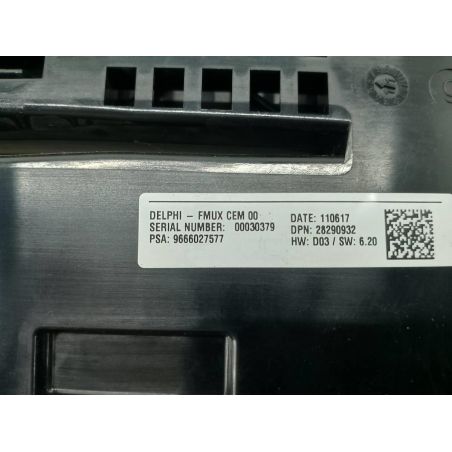 DELPHI – FMUX CEM 00 DATE: 110617
SERIAL NUMBER: 00030379 DPN: 28290932
PSA: 9666027577 HW: D03 / SW: 6.20